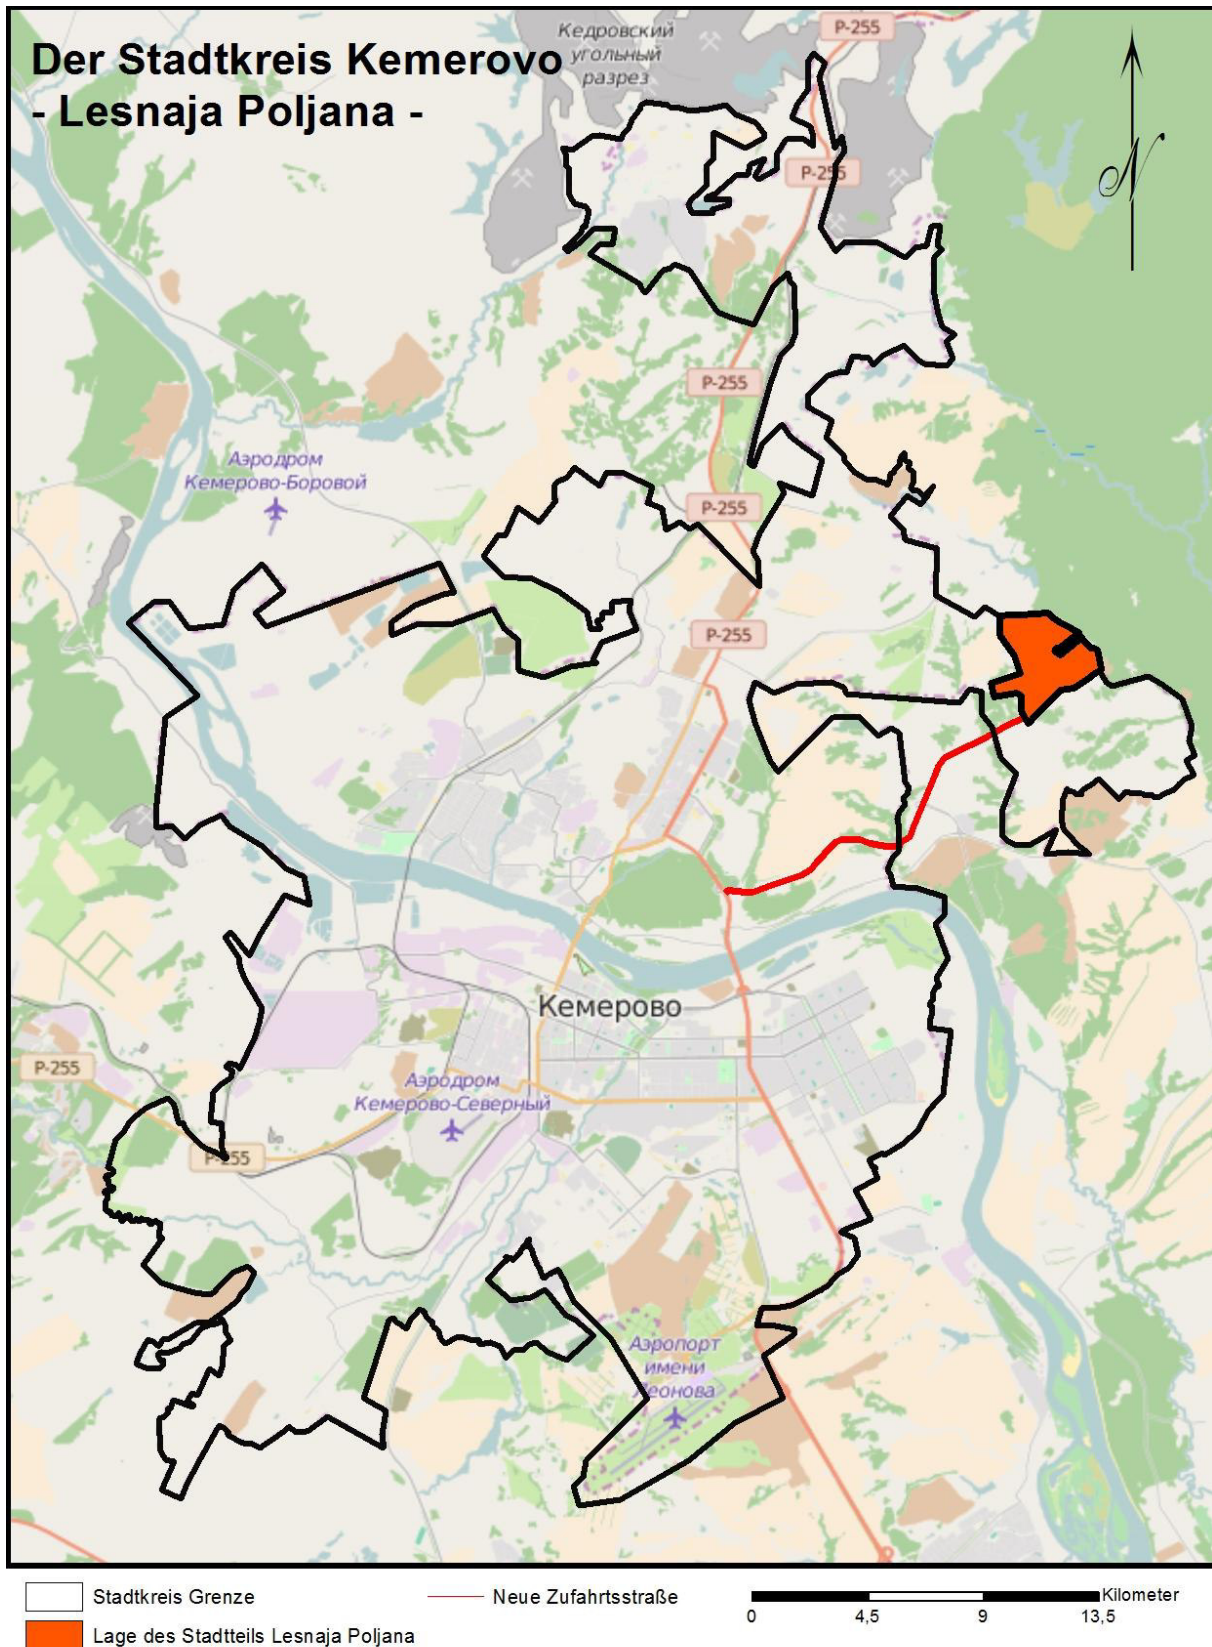 Der Stadtkreis Kemerovo
- Lesnaja Poljana -
Кедровский
угольный
разрез
P-255
N
P-255
P-255
Аэродром
Кемерово-Боровой
P-255
P-255
Кемерово
P-255
Аэродром
Кемерово-Северный
P-255
Аэропорт
имени
Леонова
Stadtkreis Grenze
Neue Zufahrtsstraße
Kilometer
0 4,5 9 13,5
Lage des Stadtteils Lesnaja Poljana